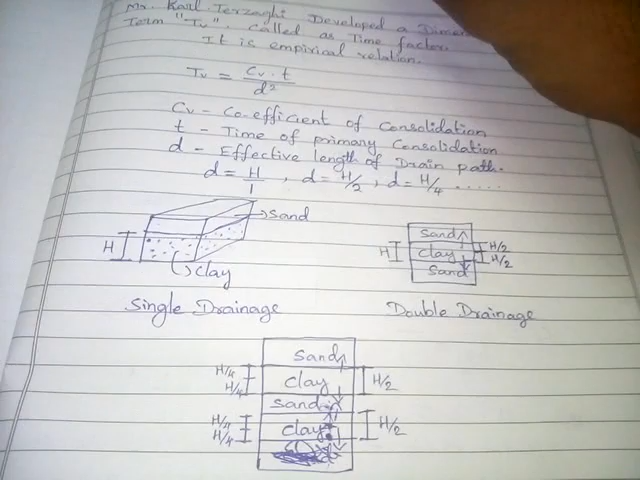 Mr. Karl Terzaghi Developed a
Term "Tv". called as Time factor.
It is empirical relation.
Tv = Cv . t / d²
Cv - Co-efficient of Consolidation
t - Time of primary Consolidation
d - Effective length of Drain path.
d = H/1 , d = H/2 , d = H/4 ......
sand
H
clay
Single Drainage
sand
H
clay
H/2
H/2
sand
Double Drainage
sand
H/4
H/4
clay
H/2
sand
H/4
H/4
clay
H/2